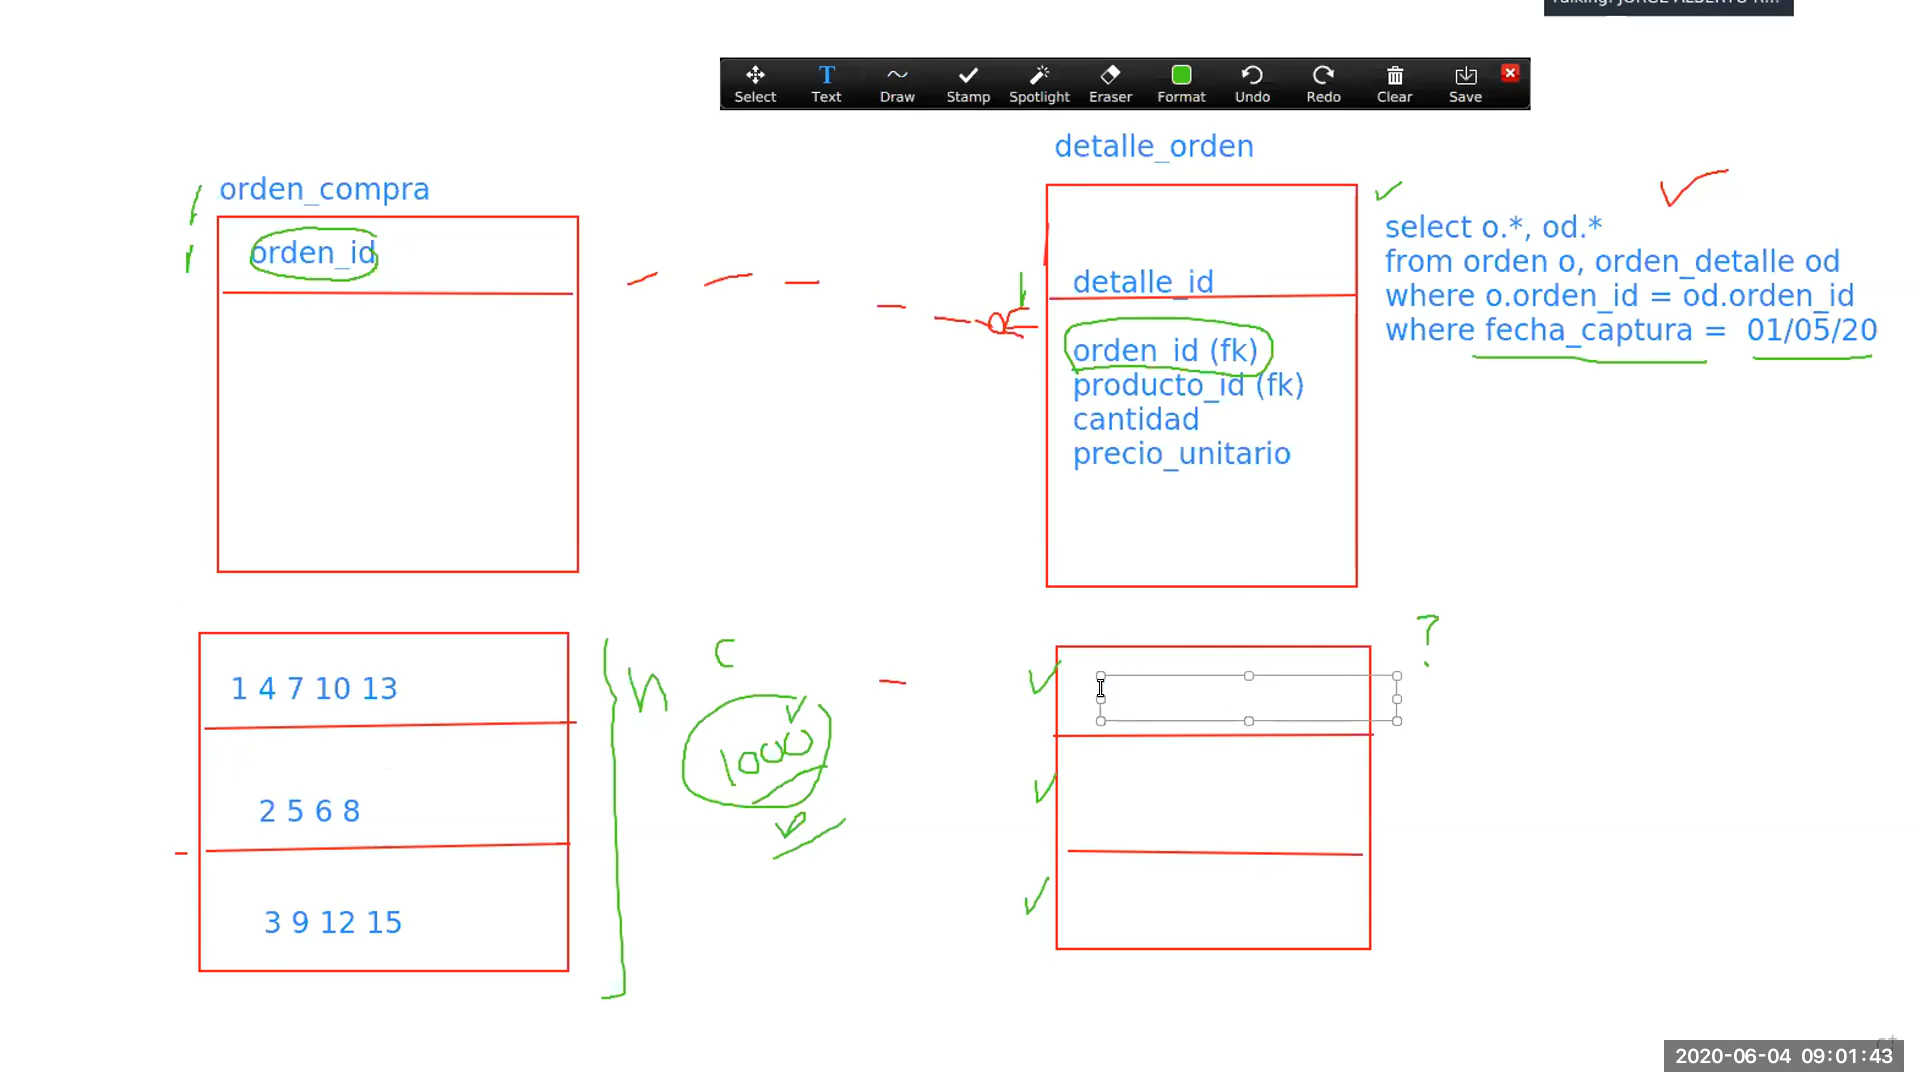 Select Text Draw Stamp Spotlight Eraser Format Undo Redo Clear Save
detalle_orden
orden_compra
orden_id
detalle_id
orden_id (fk)
producto_id (fk)
cantidad
precio_unitario
select o.*, od.*
from orden o, orden_detalle od
where o.orden_id = od.orden_id
where fecha_captura = 01/05/20
1 4 7 10 13
2 5 6 8
3 9 12 15
n
c
1000
?
2020-06-04 09:01:43